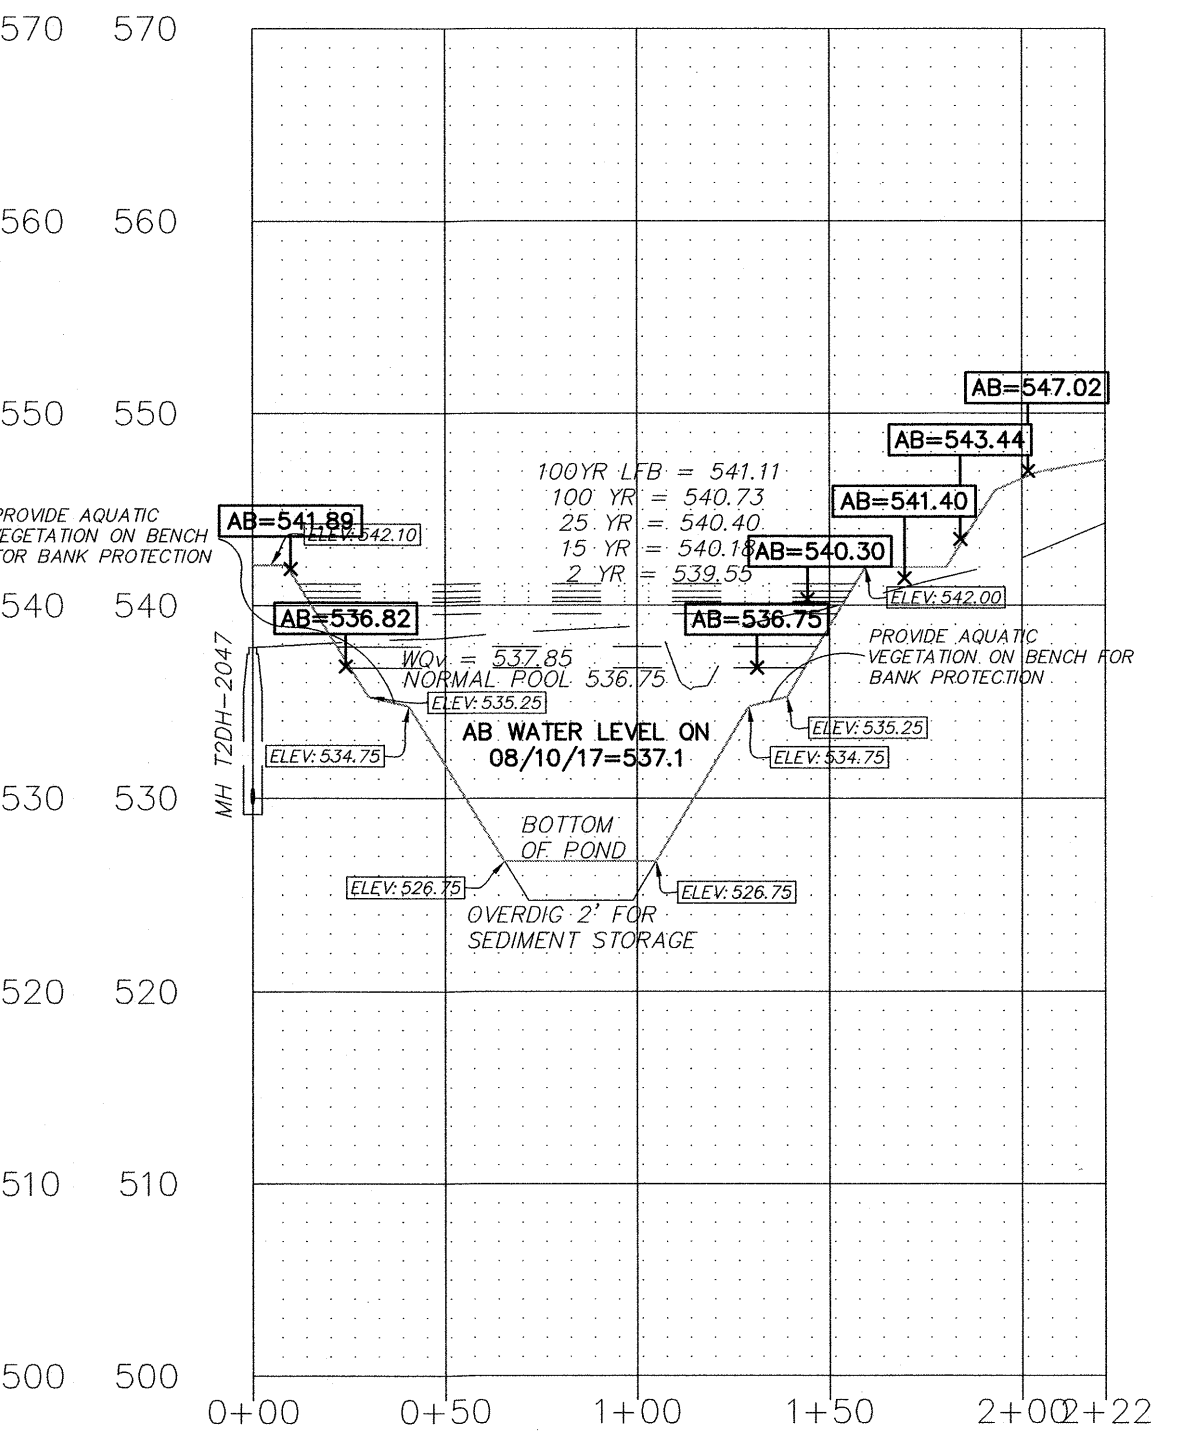 570 570
560 560
550 550
540 540
530 530
520 520
510 510
500 500
0+00 0+50 1+00 1+50 2+00 2+22
AB=547.02
AB=543.44
AB=541.40
AB=540.30
AB=536.75
AB=541.89
AB=536.82
100YR LFB = 541.11
100 YR = 540.73
25 YR = 540.40
15 YR = 540.18
2 YR = 539.55
ELEV: 542.10
PROVIDE AQUATIC
VEGETATION ON BENCH
FOR BANK PROTECTION
ELEV: 542.00
PROVIDE AQUATIC
VEGETATION ON BENCH FOR
BANK PROTECTION
WQv = 537.85
NORMAL POOL 536.75
ELEV: 535.25
ELEV: 535.25
AB WATER LEVEL ON
08/10/17=537.1
ELEV: 534.75
ELEV: 534.75
MH T2DH-2047
BOTTOM
OF POND
ELEV: 526.75
ELEV: 526.75
OVERDIG 2' FOR
SEDIMENT STORAGE